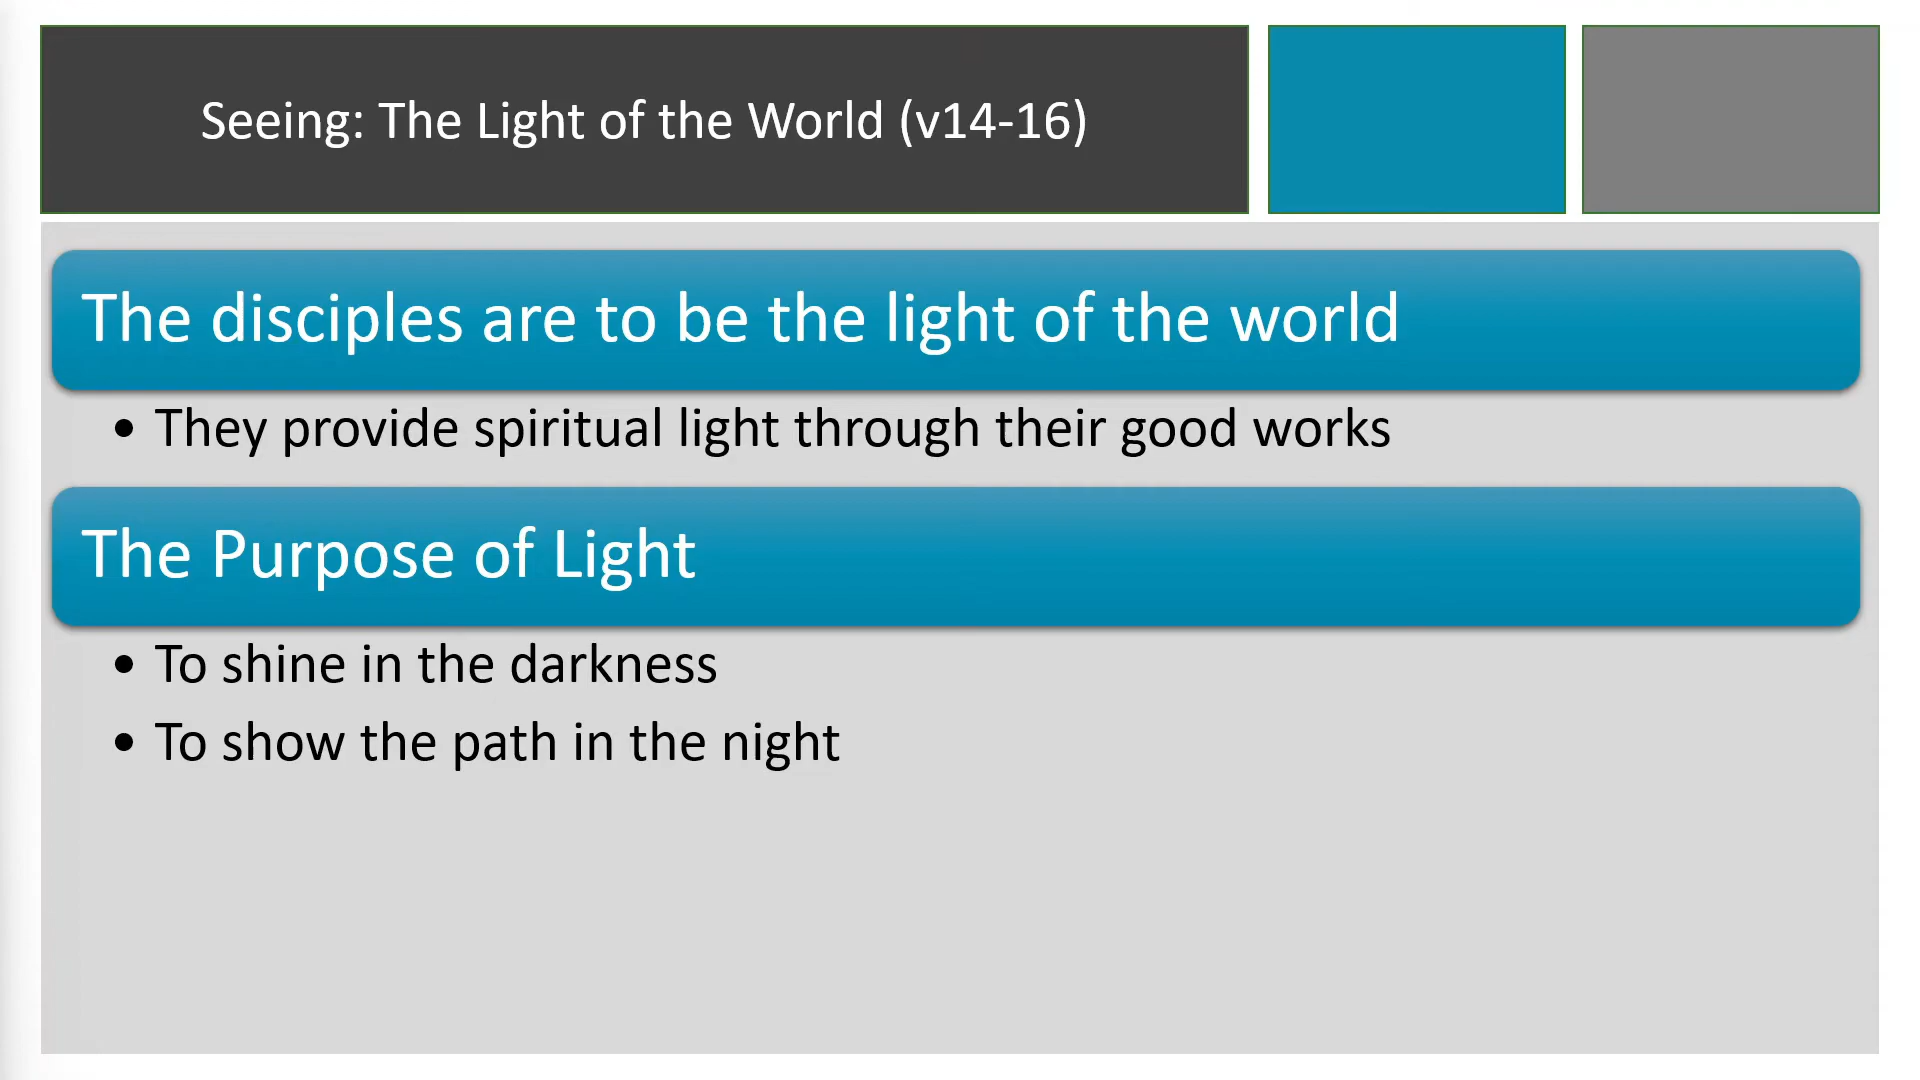 Seeing: The Light of the World (v14-16)
The disciples are to be the light of the world
• They provide spiritual light through their good works
The Purpose of Light
• To shine in the darkness
• To show the path in the night